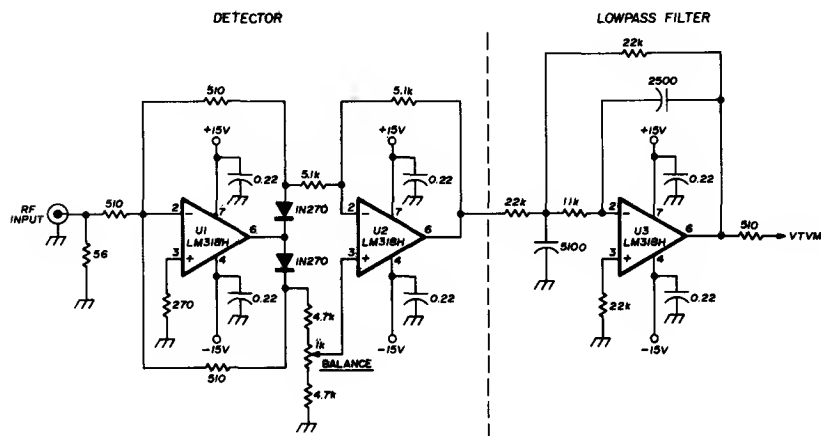 DETECTOR
LOWPASS FILTER
22k
2500
510
5.1k
+15V
+15V
+15V
0.22
0.22
0.22
5.1k
RF
INPUT
510
2
7
U1
LM318H
6
3
4
1N270
1N270
2
7
U2
LM318H
6
3
4
22k
11k
2
7
U3
LM318H
6
3
4
510
VTVM
56
270
0.22
-15V
510
4.7k
1k
BALANCE
4.7k
0.22
-15V
5100
22k
0.22
-15V